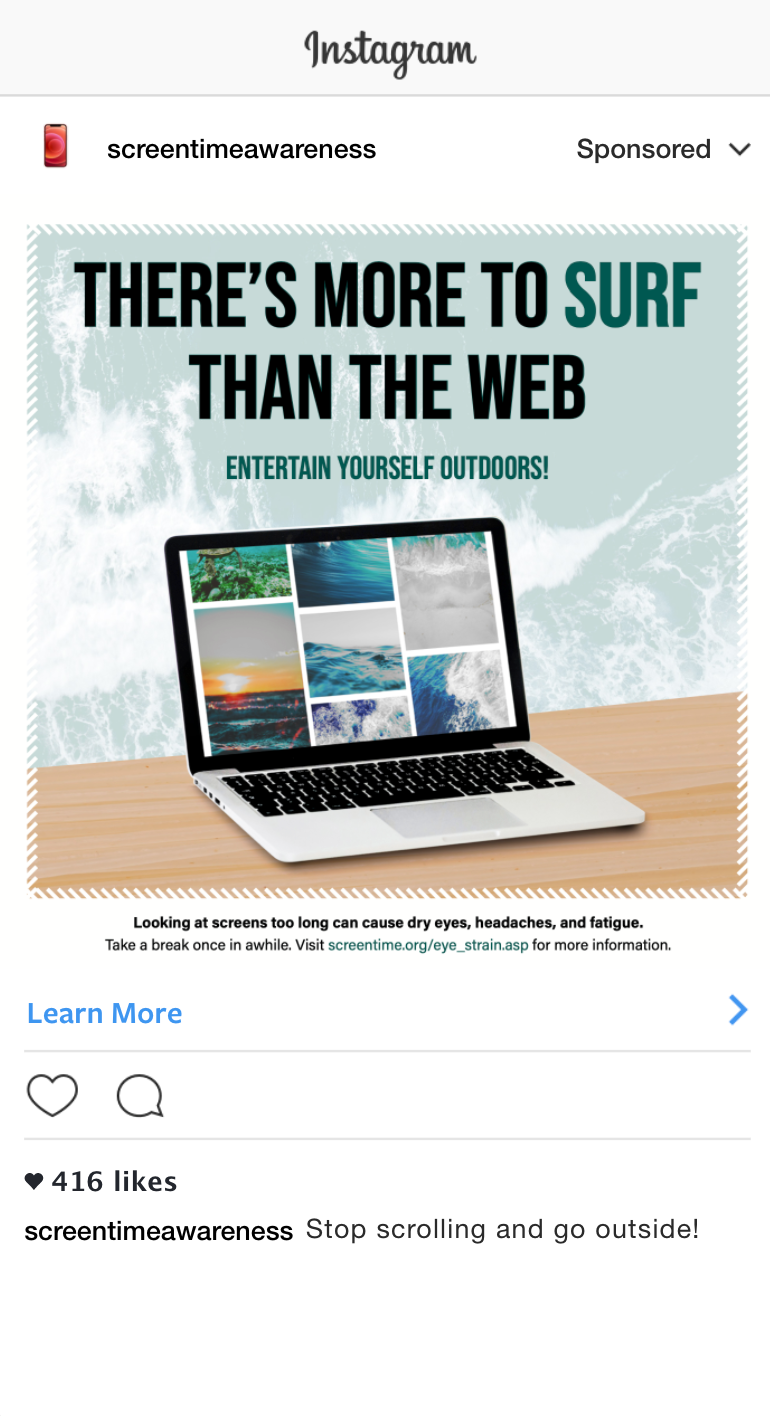 Instagram
screentimeawareness
Sponsored
THERE'S MORE TO SURF
THAN THE WEB
ENTERTAIN YOURSELF OUTDOORS!
Looking at screens too long can cause dry eyes, headaches, and fatigue.
Take a break once in awhile. Visit screentime.org/eye_strain.asp for more information.
Learn More
416 likes
screentimeawareness Stop scrolling and go outside!